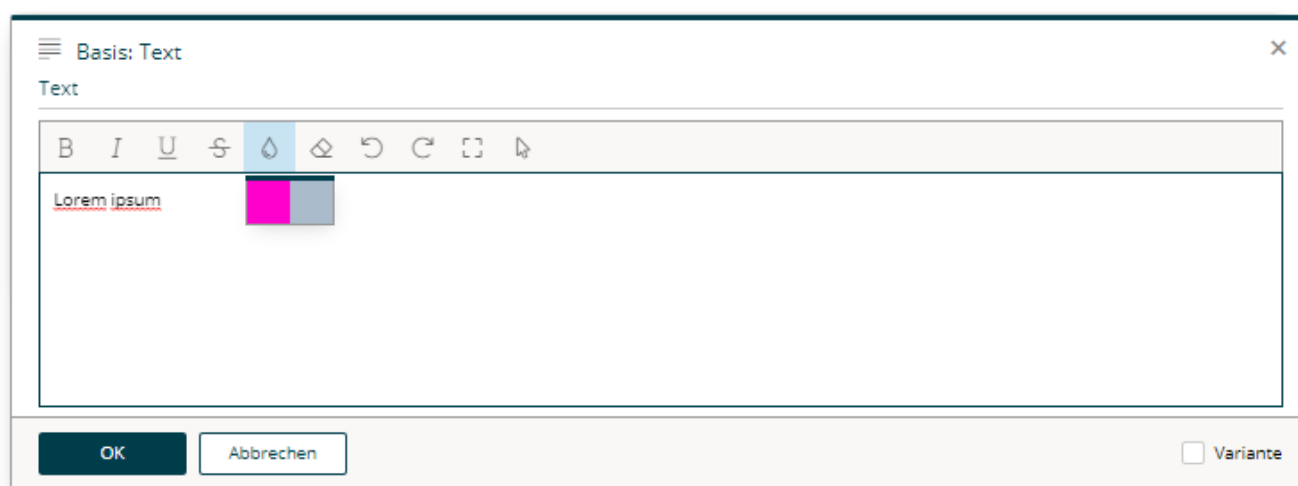 Basis: Text
Text
B I U S
Lorem ipsum
OK Abbrechen Variante